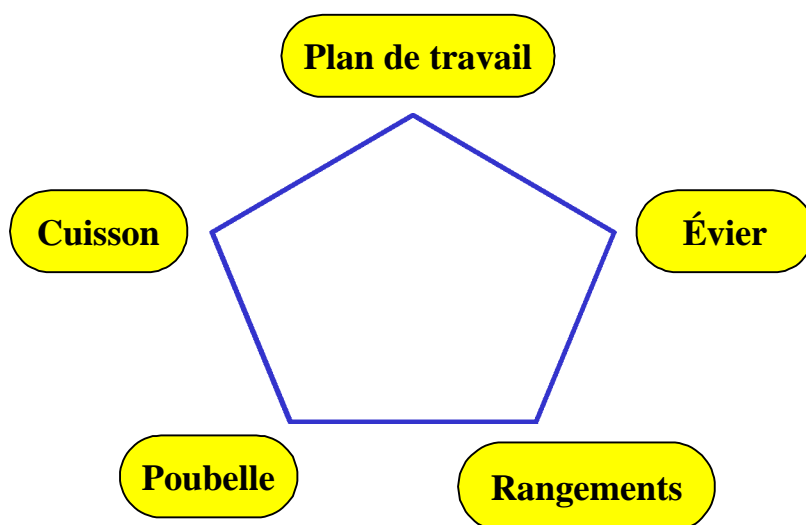 Plan de travail
Cuisson
Évier
Poubelle
Rangements